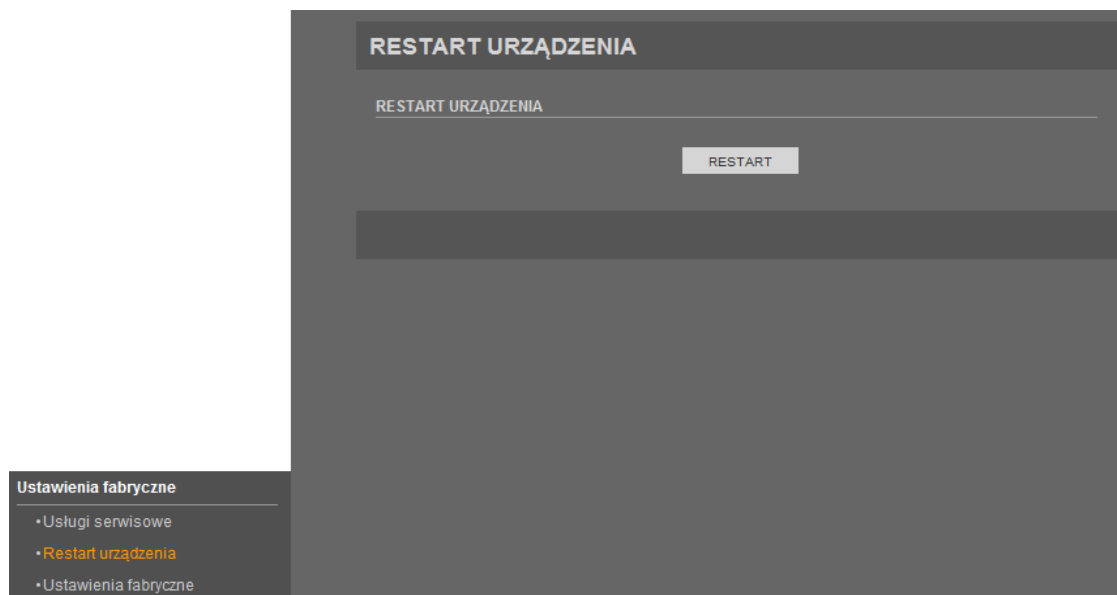 RESTART URZĄDZENIA
RESTART URZĄDZENIA
RESTART
Ustawienia fabryczne
•Usługi serwisowe
•Restart urządzenia
•Ustawienia fabryczne